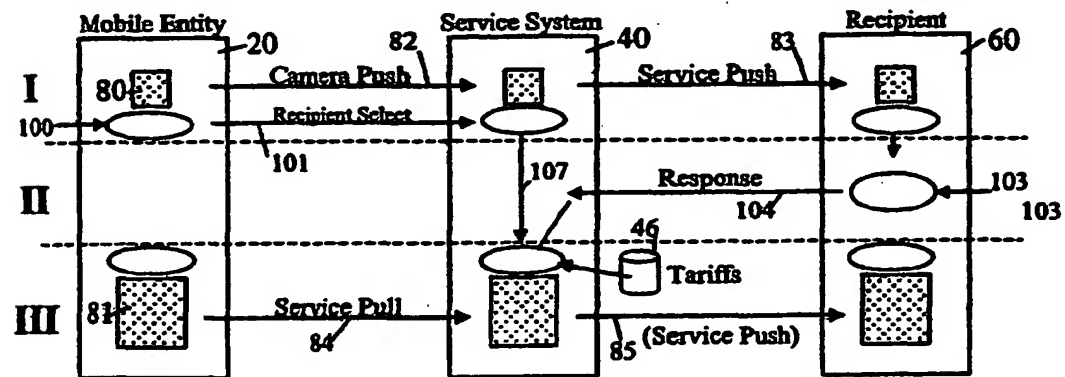 Mobile Entity
Service System
Recipient
20
82
40
83
60
I
80
Camera Push
Service Push
100
Recipient Select
101
107
II
Response
104
103
103
46
Tariffs
III
81
Service Pull
84
85
(Service Push)